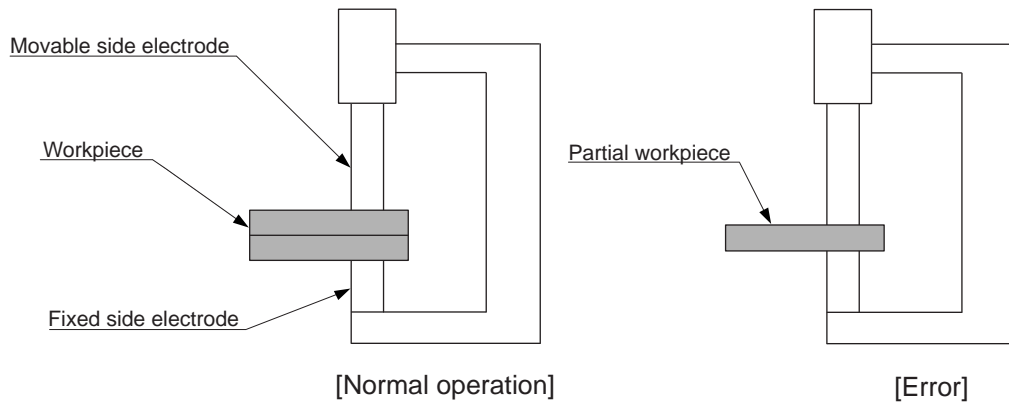 Movable side electrode
Workpiece
Partial workpiece
Fixed side electrode
[Normal operation]
[Error]